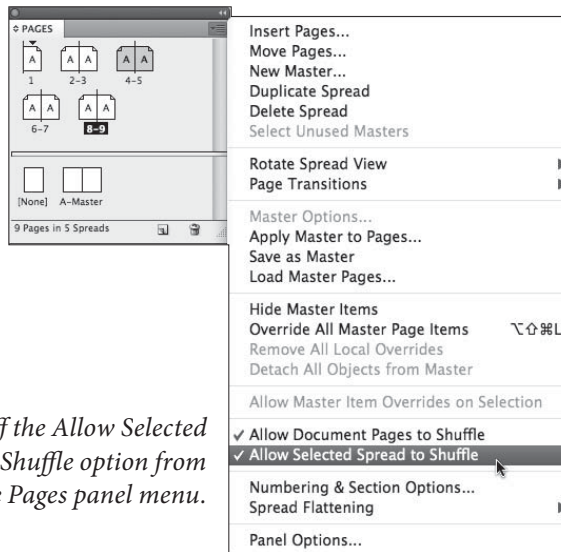 PAGES
A
A A
A A
1
2-3
4-5
A A
A A
6-7
8-9
[None]
A-Master
9 Pages in 5 Spreads
Insert Pages...
Move Pages...
New Master...
Duplicate Spread
Delete Spread
Select Unused Masters
Rotate Spread View
Page Transitions
Master Options...
Apply Master to Pages...
Save as Master
Load Master Pages...
Hide Master Items
Override All Master Page Items ⌥⇧⌘L
Remove All Local Overrides
Detach All Objects from Master
Allow Master Item Overrides on Selection
✓ Allow Document Pages to Shuffle
✓ Allow Selected Spread to Shuffle
Numbering & Section Options...
Spread Flattening
Panel Options...
the Allow Selected
Shuffle option from
Pages panel menu.